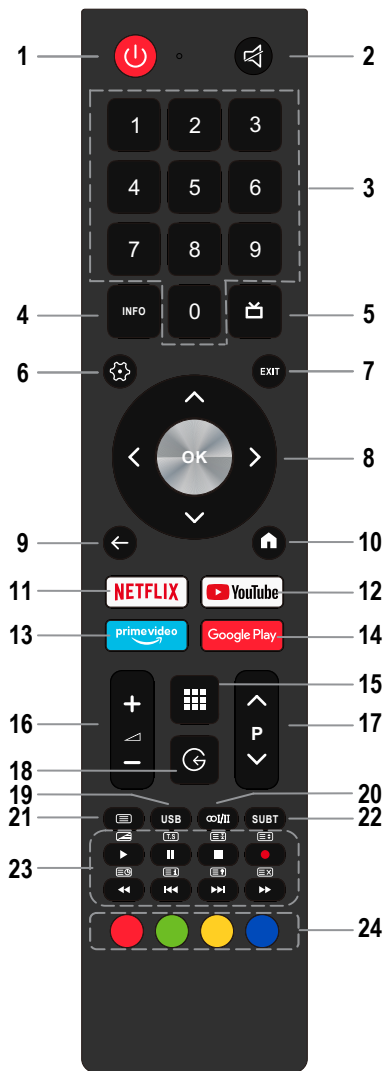 1 2
1 2 3
4 5 6 3
7 8 9
4 INFO 0 5
6 EXIT 7
OK 8
9 10
11 NETFLIX YouTube 12
13 prime video Google Play 14
15
16 + P 17
18 −
19 20
21 USB I/II SUBT 22
T.S
23
24